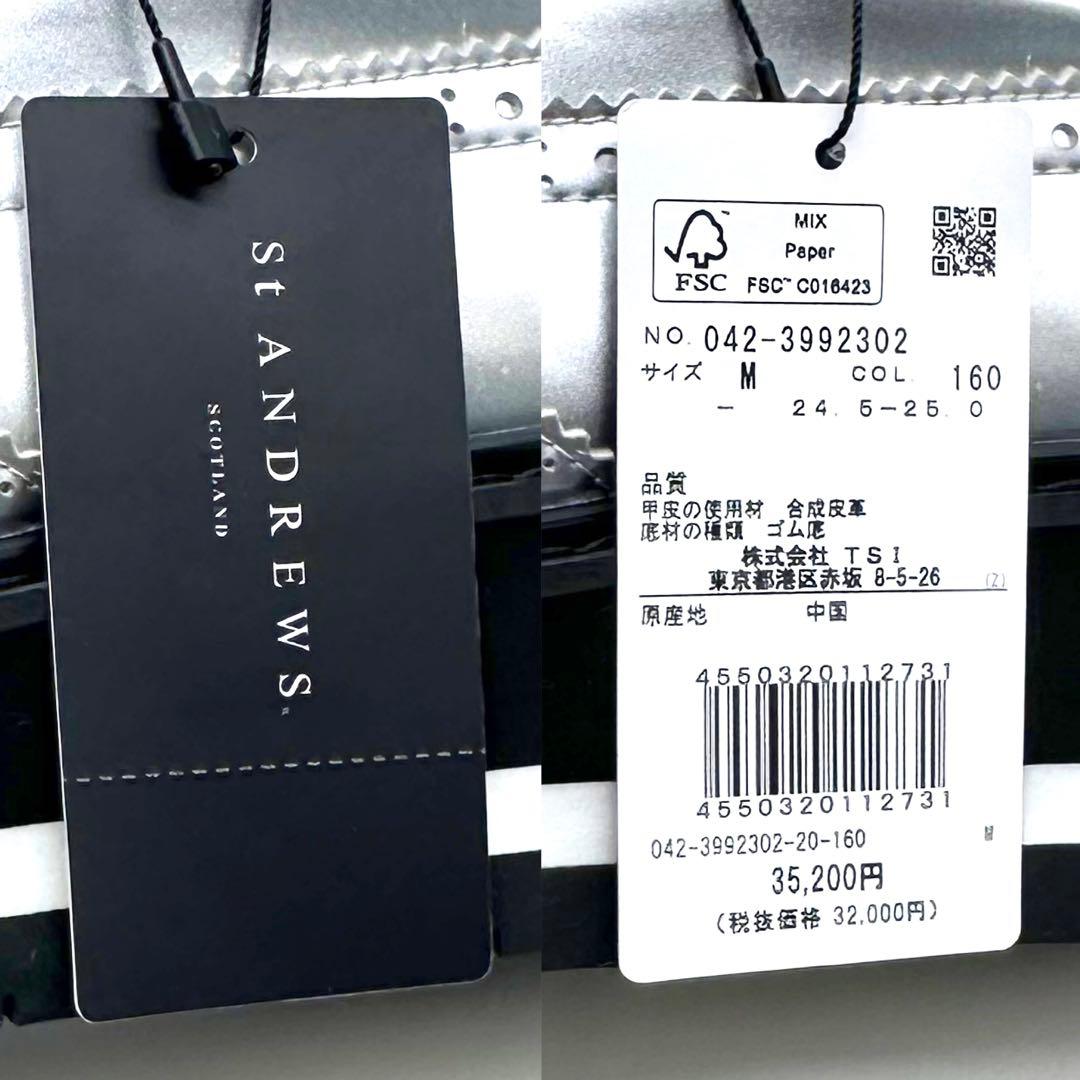 St ANDREWS
SCOTLAND
MIX
Paper
FSC
FSC™ C016423
NO. 042-3992302
サイズ M COL. 160
- 24.5-25.0
品質
甲皮の使用材 合成皮革
底材の種類 ゴム底
株式会社 TSI
東京都港区赤坂 8-5-26 (Z)
原産地 中国
4550320112731
4550320112731
042-3992302-20-160
35,200円
(税抜価格 32,000円)